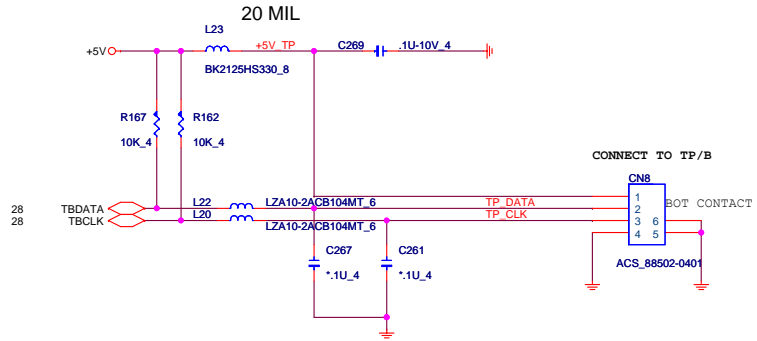 20 MIL
L23
+5V
+5V_TP
C269
.1U-10V_4
BK2125HS330_8
R167
R162
10K_4
10K_4
CONNECT TO TP/B
CN8
28
TBDATA
L22
LZA10-2ACB104MT_6
TP_DATA
28
TBCLK
L20
LZA10-2ACB104MT_6
TP_CLK
1
2
3
4
6
5
BOT CONTACT
C267
C261
*.1U_4
*.1U_4
ACS_88502-0401